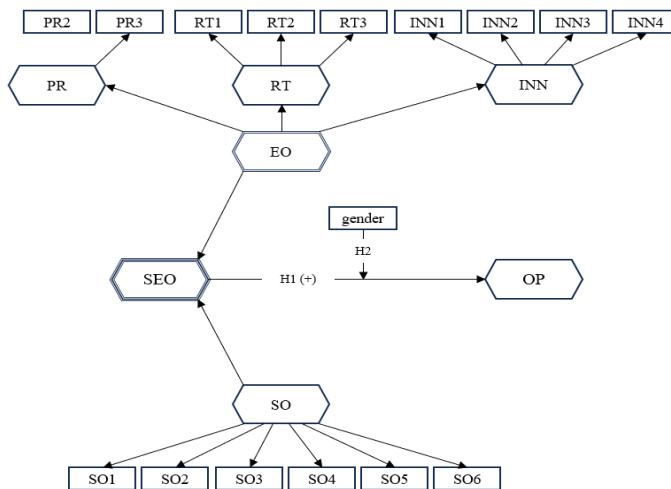 PR2 PR3 RT1 RT2 RT3 INN1 INN2 INN3 INN4
PR RT INN
EO
gender
H2
SEO H1 (+) OP
SO
SO1 SO2 SO3 SO4 SO5 SO6